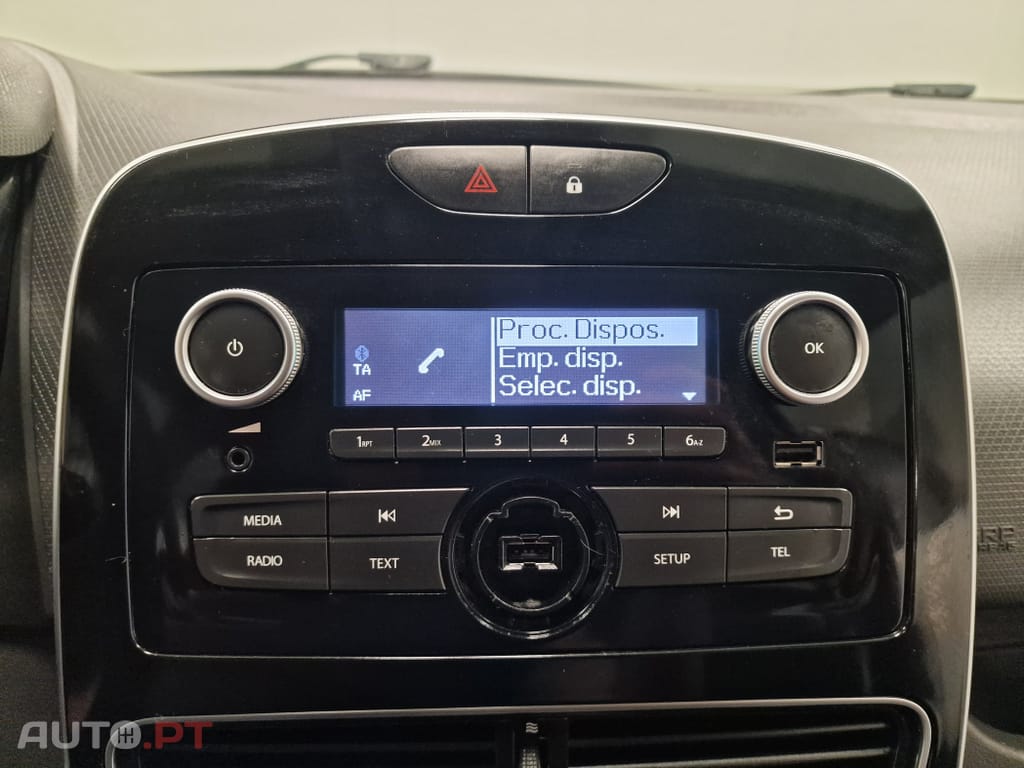 Proc. Dispos.
Emp. disp.
Selec. disp.
TA
AF
OK
1RPT 2MIX 3 4 5 6A-Z
MEDIA
RADIO TEXT
SETUP TEL
AUTO.PT